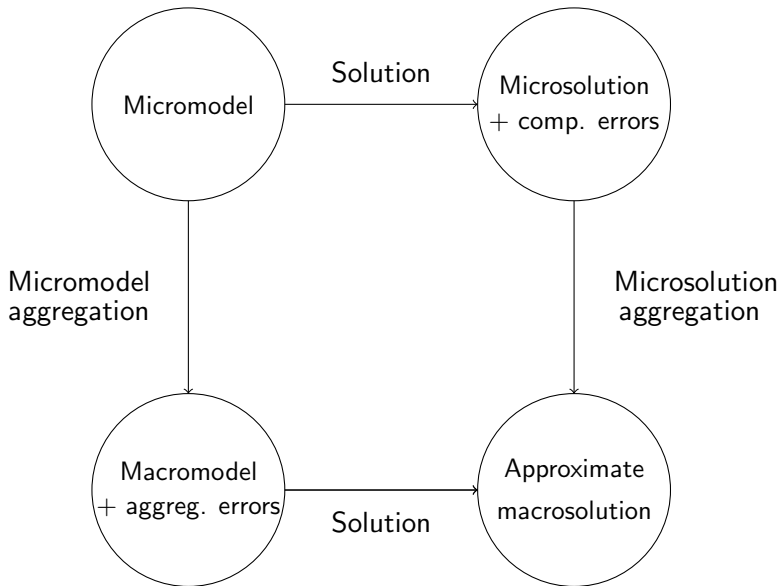 Micromodel
Solution
Microsolution
+ comp. errors
Micromodel
aggregation
Microsolution
aggregation
Macromodel
+ aggreg. errors
Solution
Approximate
macrosolution